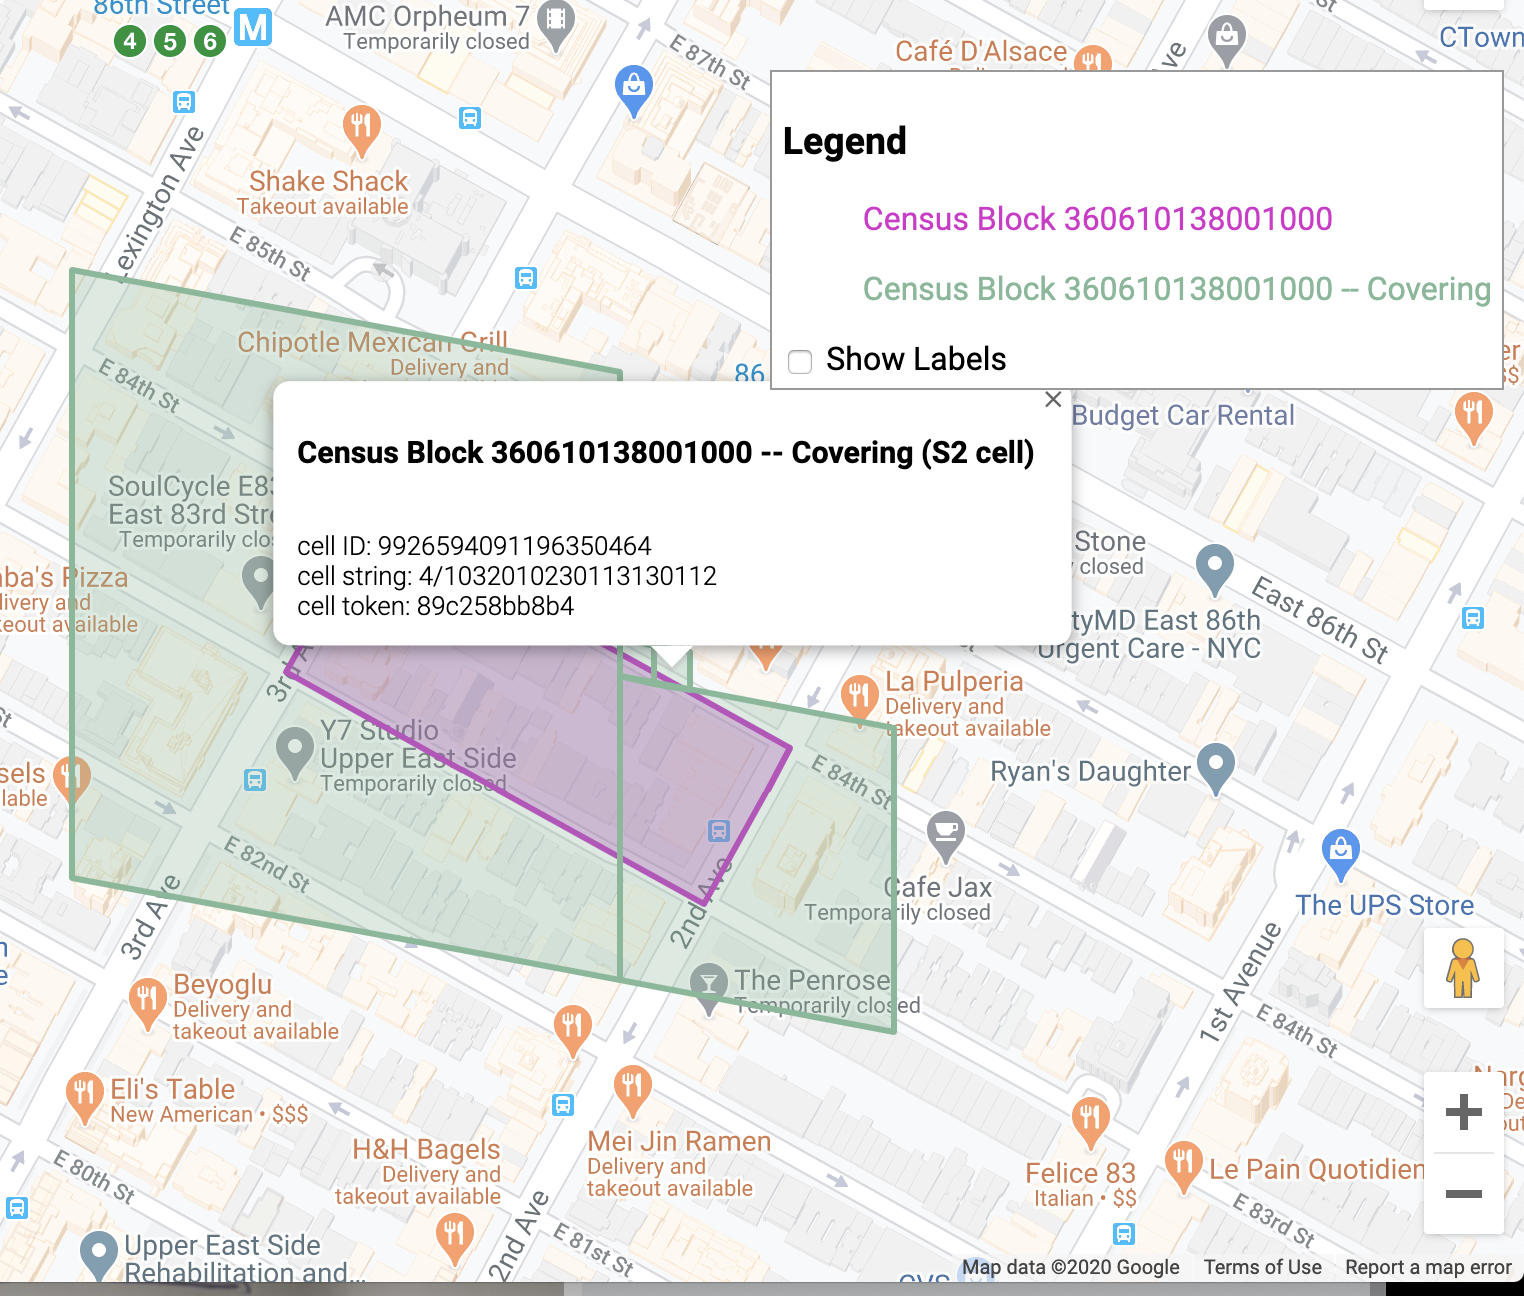 86th Street
4 5 6 M
AMC Orpheum 7
Temporarily closed
E 87th St
Café D'Alsace
CTown
Lexington Ave
Shake Shack
Takeout available
E 85th St
Legend
Census Block 360610138001000
Census Block 360610138001000 -- Covering
Show Labels
Chipotle Mexican Grill
Delivery and
86
E 84th St
Budget Car Rental
Census Block 360610138001000 -- Covering (S2 cell)
cell ID: 9926594091196350464
cell string: 4/1032010230113130112
cell token: 89c258bb8b4
SoulCycle E83
East 83rd Stre
Temporarily clos
Stone
closed
East 86th St
ba's Pizza
livery and
eout available
tyMD East 86th
Urgent Care - NYC
3rd A
La Pulperia
Delivery and
takeout available
Y7 Studio
Upper East Side
Temporarily closed
E 84th St
Ryan's Daughter
sels
lable
E 82nd St
2nd Ave
Cafe Jax
Temporarily closed
The UPS Store
3rd Ave
The Penrose
Temporarily closed
1st Avenue
Beyoglu
Delivery and
takeout available
E 84th St
Eli's Table
New American • $$$
H&H Bagels
Delivery and
takeout available
Mei Jin Ramen
Delivery and
takeout available
Felice 83
Italian • $$
Le Pain Quotidien
E 80th St
E 83rd St
2nd Ave
E 81st St
Upper East Side
Rehabilitation and...
CVS
Map data ©2020 Google Terms of Use Report a map error